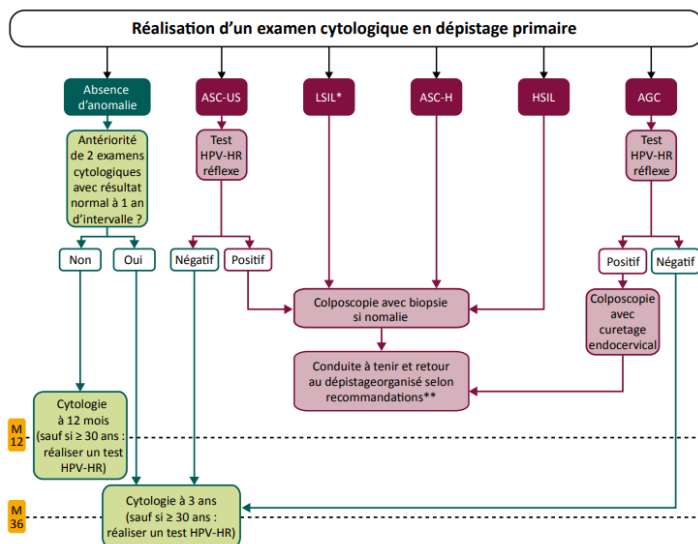 Réalisation d'un examen cytologique en dépistage primaire
Absence
d'anomalie
ASC-US
LSIL*
ASC-H
HSIL
AGC
Antériorité
de 2 examens
cytologiques
avec résultat
normal à 1 an
d'intervalle ?
Test
HPV-HR
réflexe
Test
HPV-HR
réflexe
Non
Oui
Négatif
Positif
Positif
Négatif
Colposcopie avec biopsie
si nomalie
Colposcopie
avec
curetage
endocervical
Conduite à tenir et retour
au dépistageorganisé selon
recommandations**
Cytologie
à 12 mois
(sauf si ≥ 30 ans :
réaliser un test
HPV-HR)
M
12
Cytologie à 3 ans
(sauf si ≥ 30 ans :
réaliser un test HPV-HR)
M
36